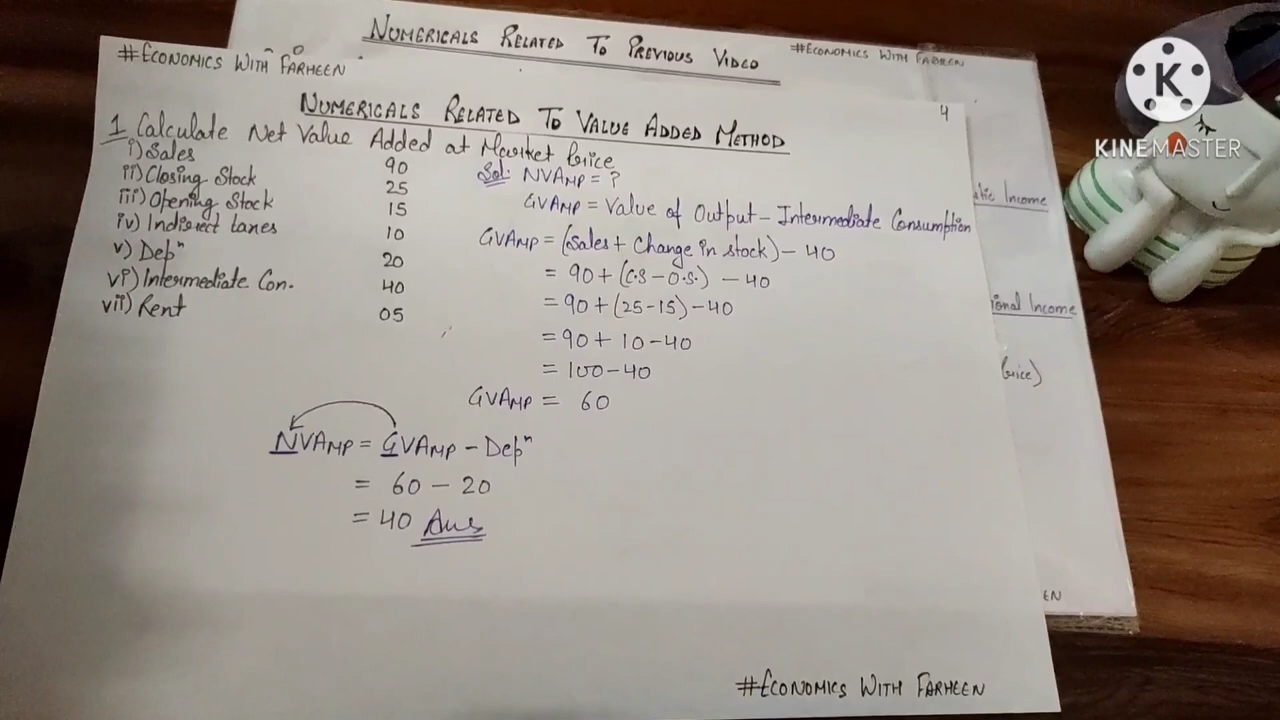 NUMERICALS RELATED TO PREVIOUS VIDEO
#ECONOMICS WITH FARHEEN
#ECONOMICS WITH FARHEEN
K
KINEMASTER
4
NUMERICALS RELATED TO VALUE ADDED METHOD
1. Calculate Net Value Added at Market Price
i) Sales 90
ii) Closing Stock 25
iii) Opening Stock 15
iv) Indirect taxes 10
v) Depⁿ 20
vi) Intermediate Con. 40
vii) Rent 05
Sol: NVAMP = ?
GVAMP = Value of Output - Intermediate Consumption
GVAMP = (Sales + Change in stock) - 40
= 90 + (C.S - O.S.) - 40
= 90 + (25-15) - 40
= 90 + 10 - 40
= 100 - 40
GVAMP = 60
NVAMP = GVAMP - Depⁿ
= 60 - 20
= 40 Ans
Income
Income
#ECONOMICS WITH FARHEEN